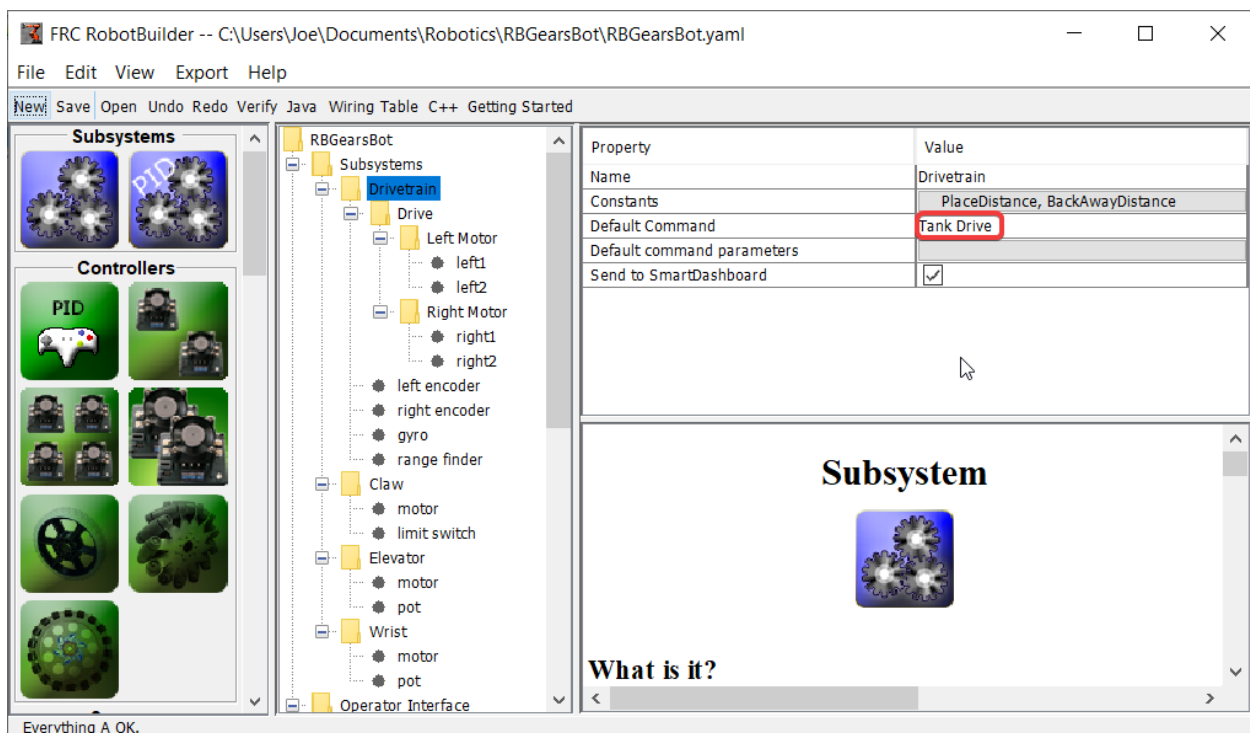 FRC RobotBuilder -- C:\Users\Joe\Documents\Robotics\RBGearsBot\RBGearsBot.yaml
File Edit View Export Help
New Save Open Undo Redo Verify Java Wiring Table C++ Getting Started
Subsystems
PID
Controllers
PID
RBGearsBot
Subsystems
Drivetrain
Drive
Left Motor
left1
left2
Right Motor
right1
right2
left encoder
right encoder
gyro
range finder
Claw
motor
limit switch
Elevator
motor
pot
Wrist
motor
pot
Operator Interface
Property Value
Name Drivetrain
Constants PlaceDistance, BackAwayDistance
Default Command Tank Drive
Default command parameters
Send to SmartDashboard
Subsystem
What is it?
Everything A OK.